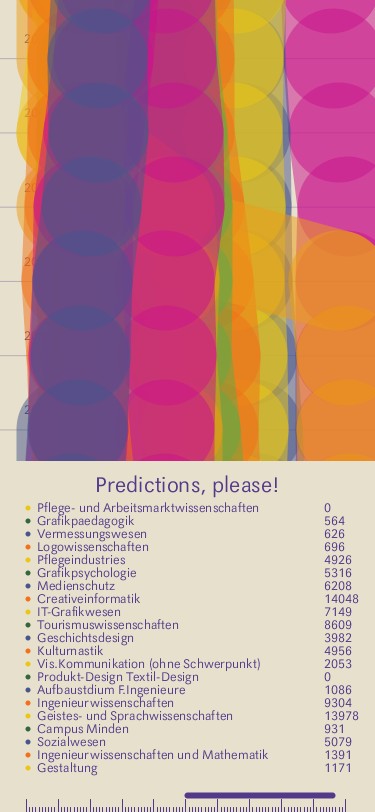 Predictions, please!
Pflege- und Arbeitsmarktwissenschaften 0
Grafikpaedagogik 564
Vermessungswesen 626
Logowissenschaften 696
Pflegeindustries 4926
Grafikpsychologie 5316
Medienschutz 6208
Creativeinformatik 14048
IT-Grafikwesen 7149
Tourismuswissenschaften 8609
Geschichtsdesign 3982
Kulturnastik 4956
Vis.Kommunikation (ohne Schwerpunkt) 2053
Produkt-Design Textil-Design 0
Aufbaustdium F.Ingenieure 1086
Ingenieurwissenschaften 9304
Geistes- und Sprachwissenschaften 13978
Campus Minden 931
Sozialwesen 5079
Ingenieurwissenschaften und Mathematik 1391
Gestaltung 1171